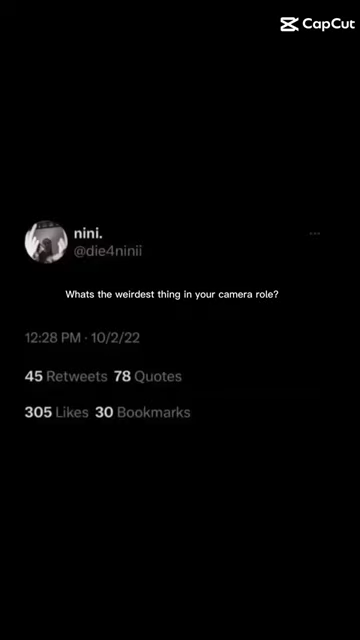 CapCut
nini.
@die4ninii
Whats the weirdest thing in your camera role?
12:28 PM · 10/2/22
45 Retweets 78 Quotes
305 Likes 30 Bookmarks